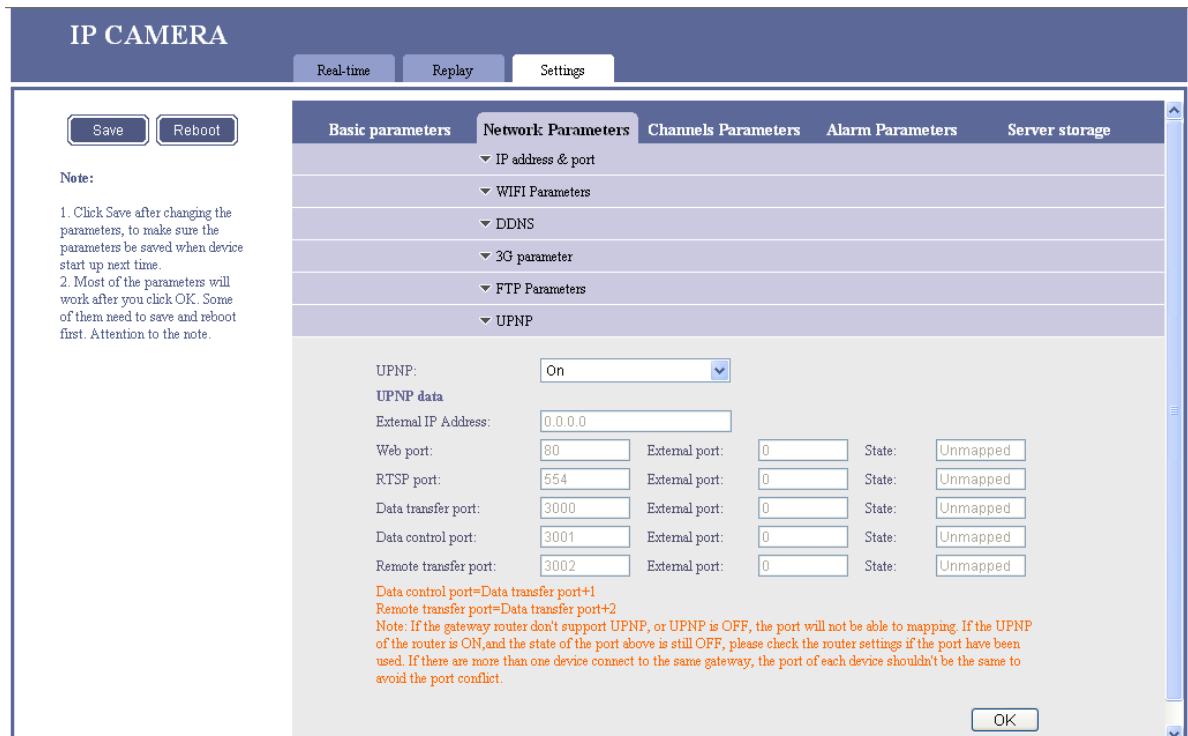 IP CAMERA
Real-time Replay Settings
Save Reboot
Note:
1. Click Save after changing the
parameters, to make sure the
parameters be saved when device
start up next time.
2. Most of the parameters will
work after you click OK. Some
of them need to save and reboot
first. Attention to the note.
Basic parameters Network Parameters Channels Parameters Alarm Parameters Server storage
IP address & port
WIFI Parameters
DDNS
3G parameter
FTP Parameters
UPNP
UPNP: On
UPNP data
External IP Address: 0.0.0.0
Web port: 80 External port: 0 State: Unmapped
RTSP port: 554 External port: 0 State: Unmapped
Data transfer port: 3000 External port: 0 State: Unmapped
Data control port: 3001 External port: 0 State: Unmapped
Remote transfer port: 3002 External port: 0 State: Unmapped
Data control port=Data transfer port+1
Remote transfer port=Data transfer port+2
Note: If the gateway router don't support UPNP, or UPNP is OFF, the port will not be able to mapping. If the UPNP
of the router is ON,and the state of the port above is still OFF, please check the router settings if the port have been
used. If there are more than one device connect to the same gateway, the port of each device shouldn't be the same to
avoid the port conflict.
OK